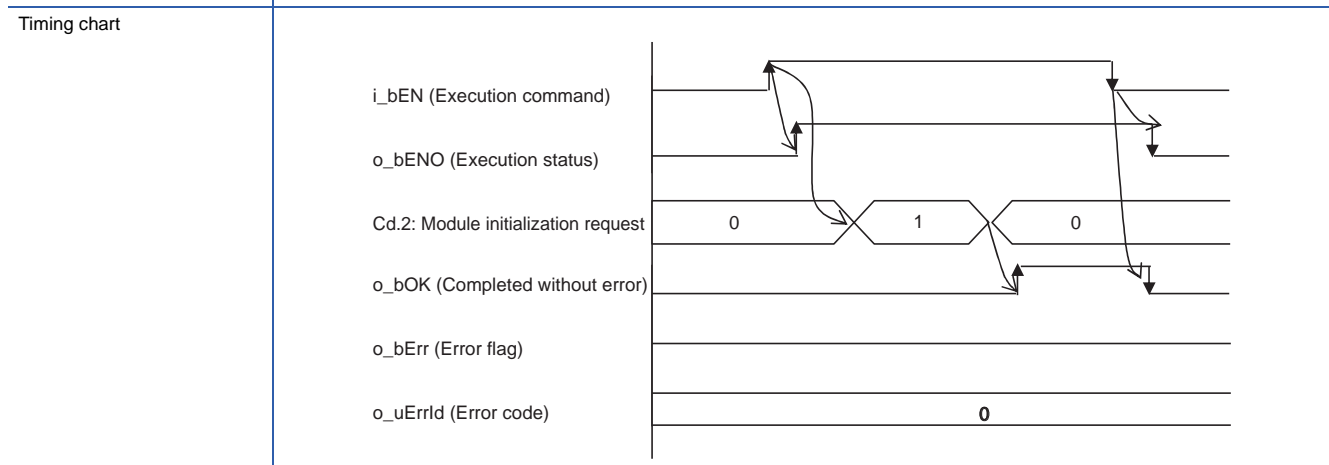 Timing chart
i_bEN (Execution command)
o_bENO (Execution status)
Cd.2: Module initialization request
0 1 0
o_bOK (Completed without error)
o_bErr (Error flag)
o_uErrId (Error code)
0